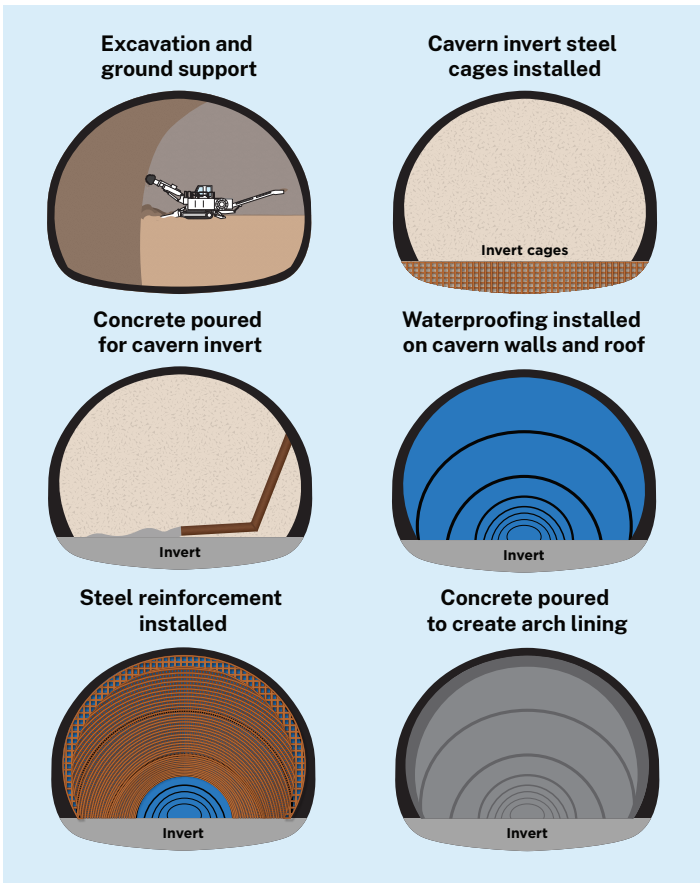 Excavation and
ground support
Cavern invert steel
cages installed
Invert cages
Concrete poured
for cavern invert
Invert
Waterproofing installed
on cavern walls and roof
Invert
Steel reinforcement
installed
Invert
Concrete poured
to create arch lining
Invert